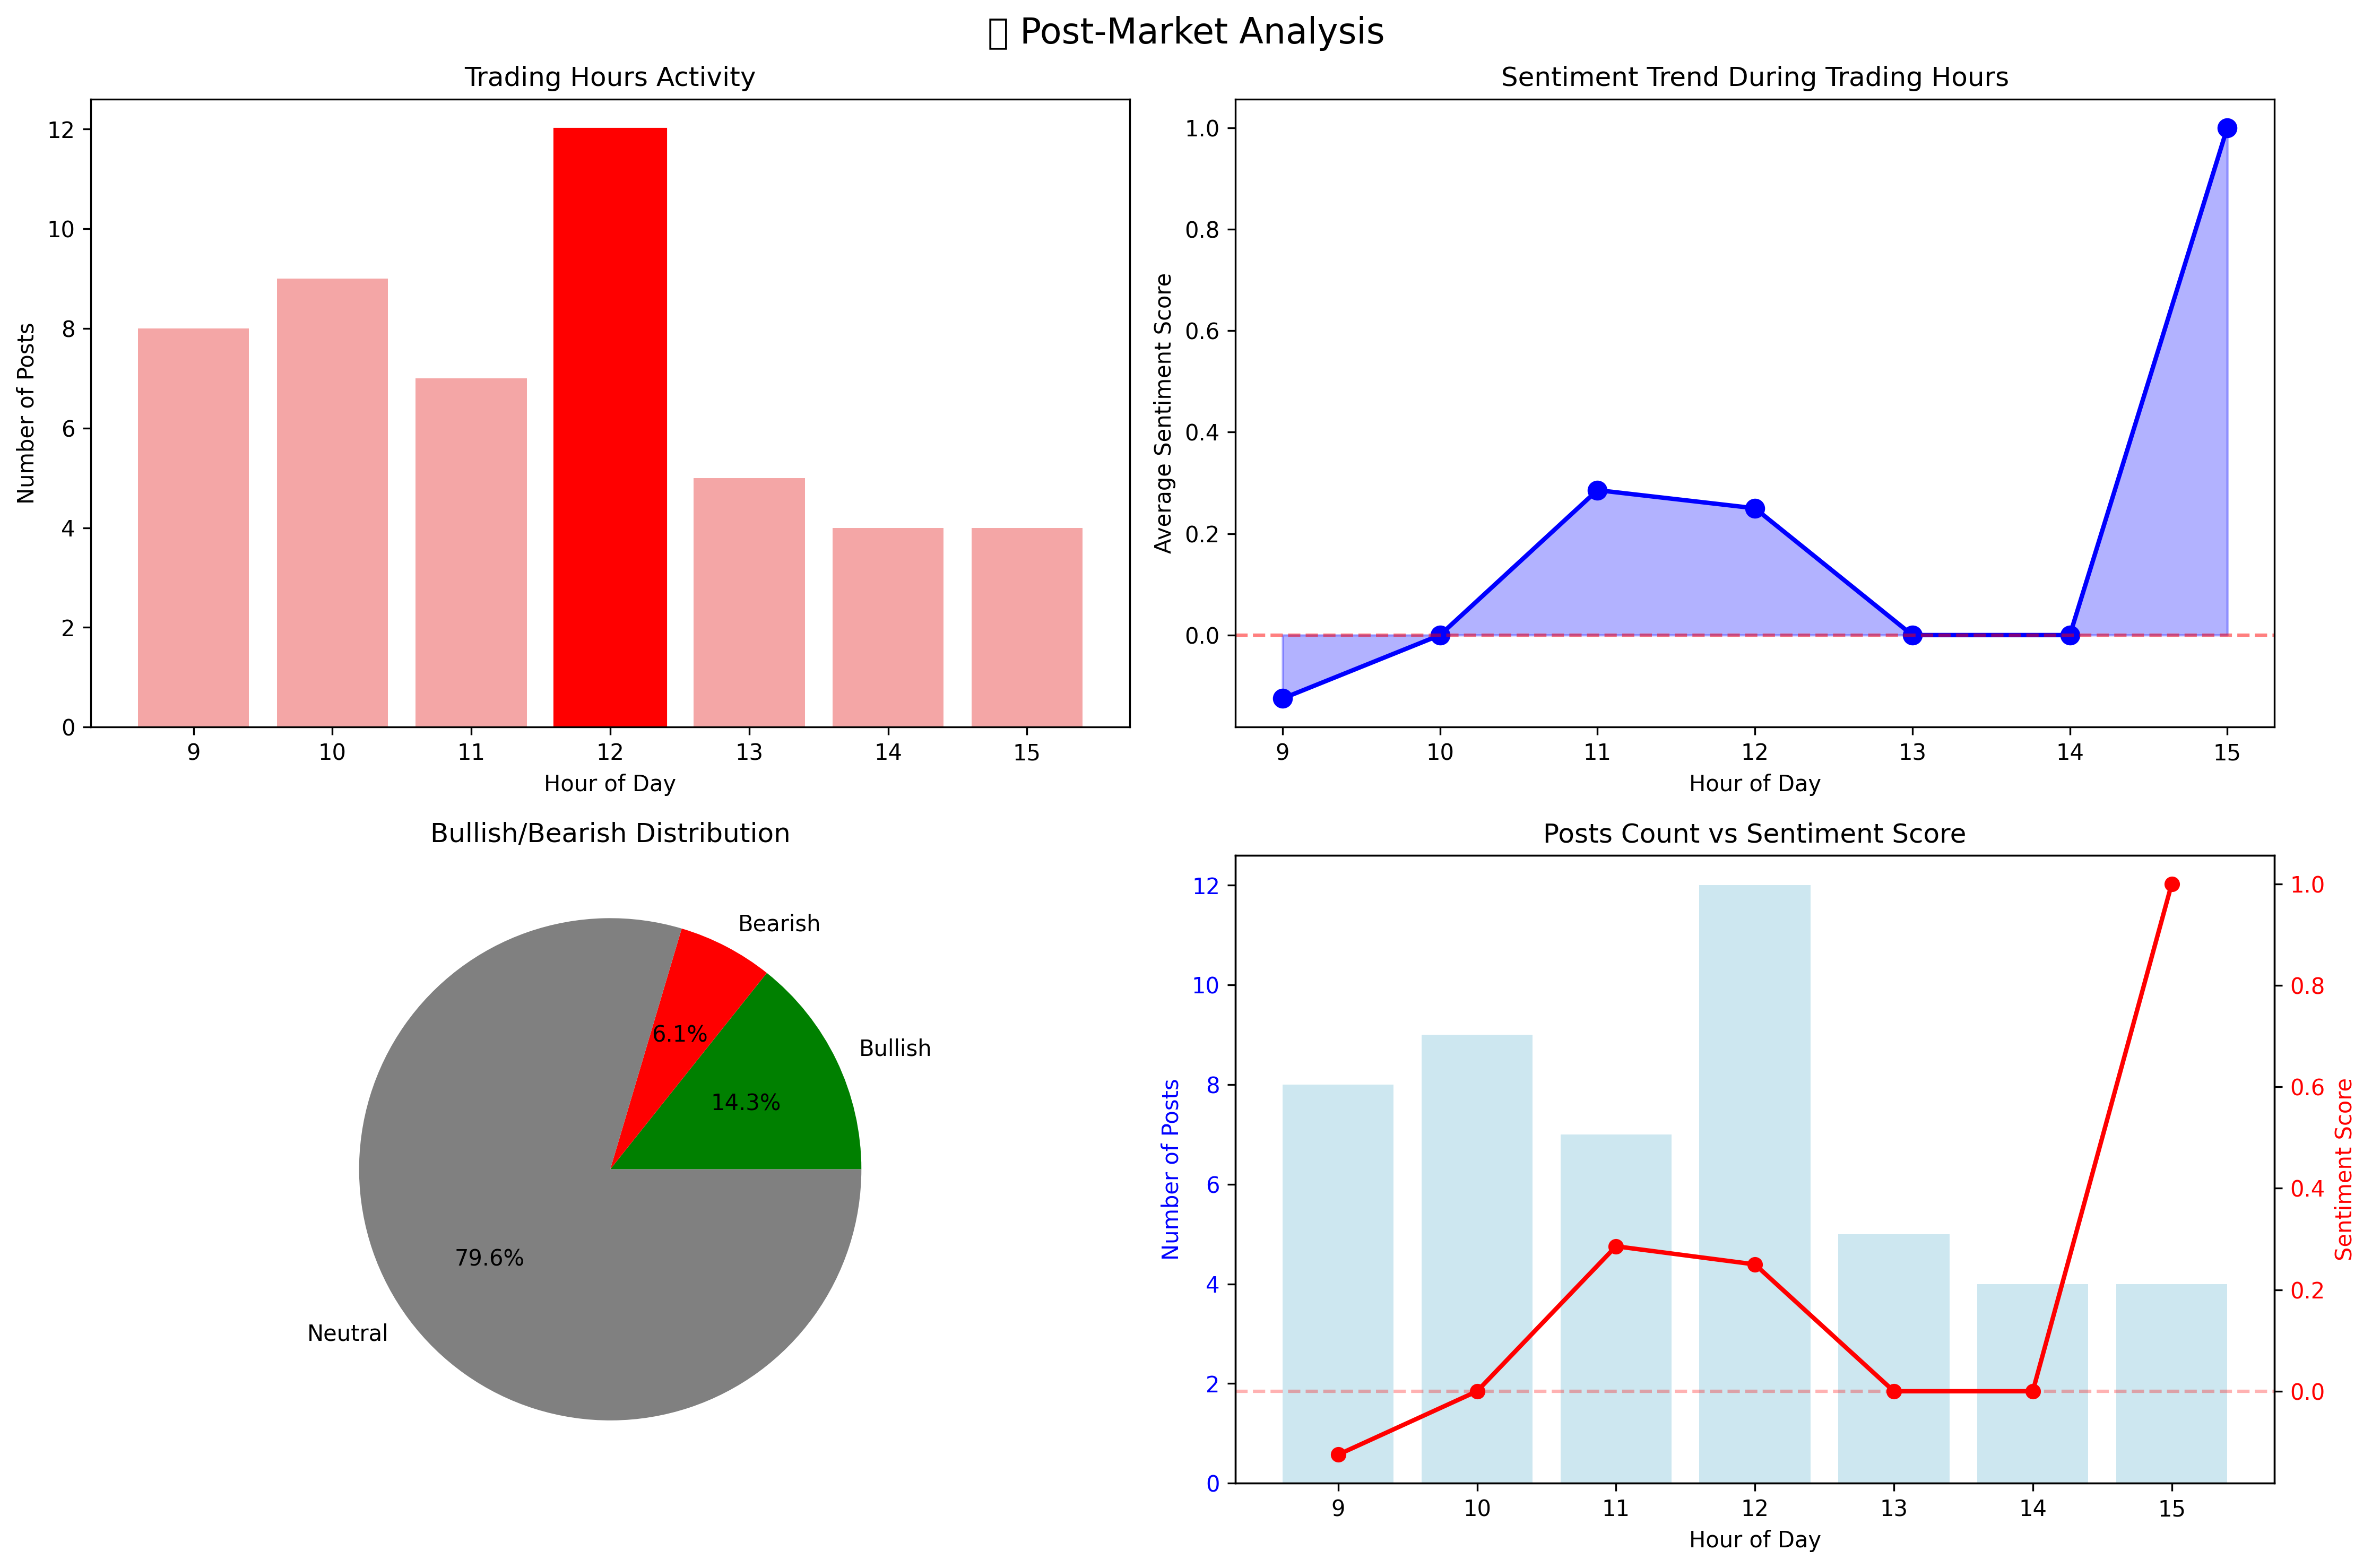 Post-Market Analysis
Trading Hours Activity
Number of Posts
12
10
8
6
4
2
0
9 10 11 12 13 14 15
Hour of Day
Sentiment Trend During Trading Hours
Average Sentiment Score
1.0
0.8
0.6
0.4
0.2
0.0
9 10 11 12 13 14 15
Hour of Day
Bullish/Bearish Distribution
Bearish
6.1%
Bullish
14.3%
79.6%
Neutral
Posts Count vs Sentiment Score
Number of Posts
12
10
8
6
4
2
0
1.0
0.8
0.6
0.4
0.2
0.0
Sentiment Score
9 10 11 12 13 14 15
Hour of Day